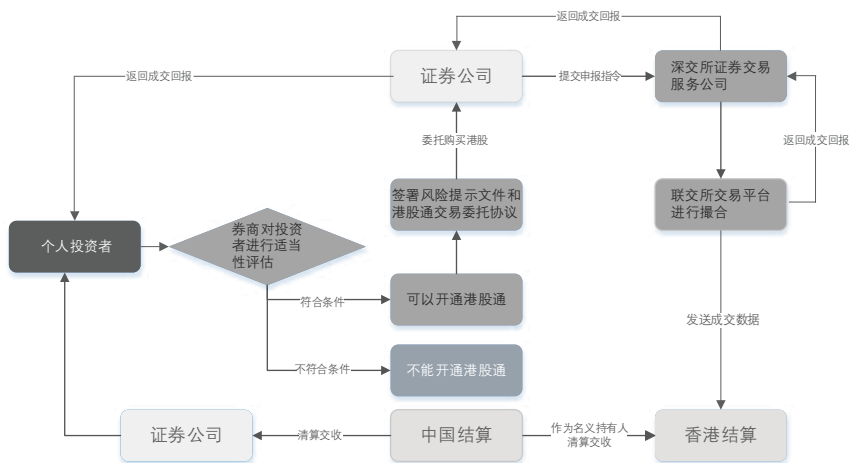 返回成交回报
证券公司
提交申报指令
深交所证券交易
服务公司
返回成交回报
返回成交回报
委托购买港股
签署风险提示文件和
港股通交易委托协议
联交所交易平台
进行撮合
个人投资者
券商对投资
者进行适当
性评估
符合条件
可以开通港股通
发送成交数据
不符合条件
不能开通港股通
证券公司
清算交收
中国结算
作为名义持有人
清算交收
香港结算